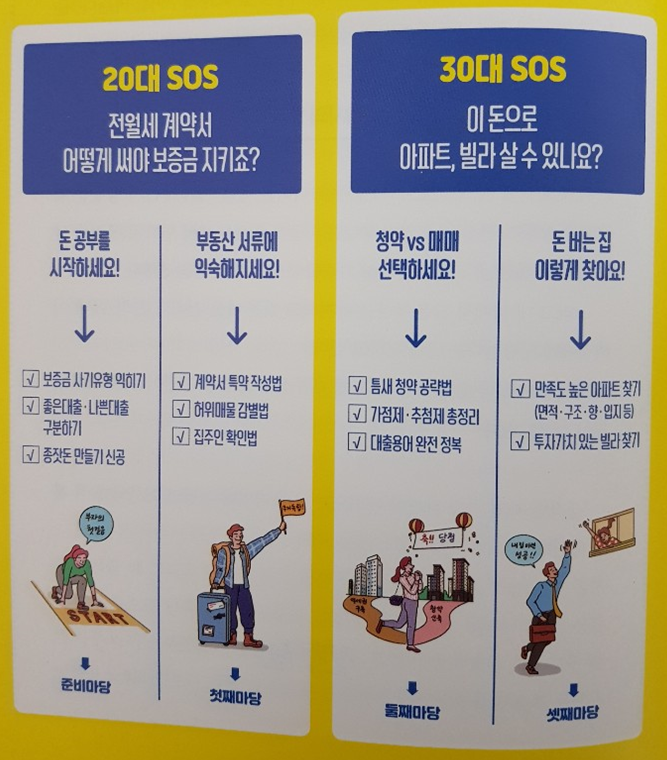 20대 SOS
전월세 계약서
어떻게 써야 보증금 지키죠?
돈 공부를
시작하세요!
☑ 보증금 사기유형 익히기
☑ 좋은대출·나쁜대출
구분하기
☑ 종잣돈 만들기 신공
부자의
첫걸음
START
준비마당
부동산 서류에
익숙해지세요!
☑ 계약서 특약 작성법
☑ 허위매물 감별법
☑ 집주인 확인법
첫째마당
30대 SOS
이 돈으로
아파트, 빌라 살 수 있나요?
청약 vs 매매
선택하세요!
☑ 틈새 청약 공략법
☑ 가점제·추첨제 총정리
☑ 대출용어 완전 정복
축!! 당첨
둘째마당
돈 버는 집
이렇게 찾아요!
☑ 만족도 높은 아파트 찾기
(면적·구조·향·입지 등)
☑ 투자가치 있는 빌라 찾기
내 집 마련
성공!!
셋째마당